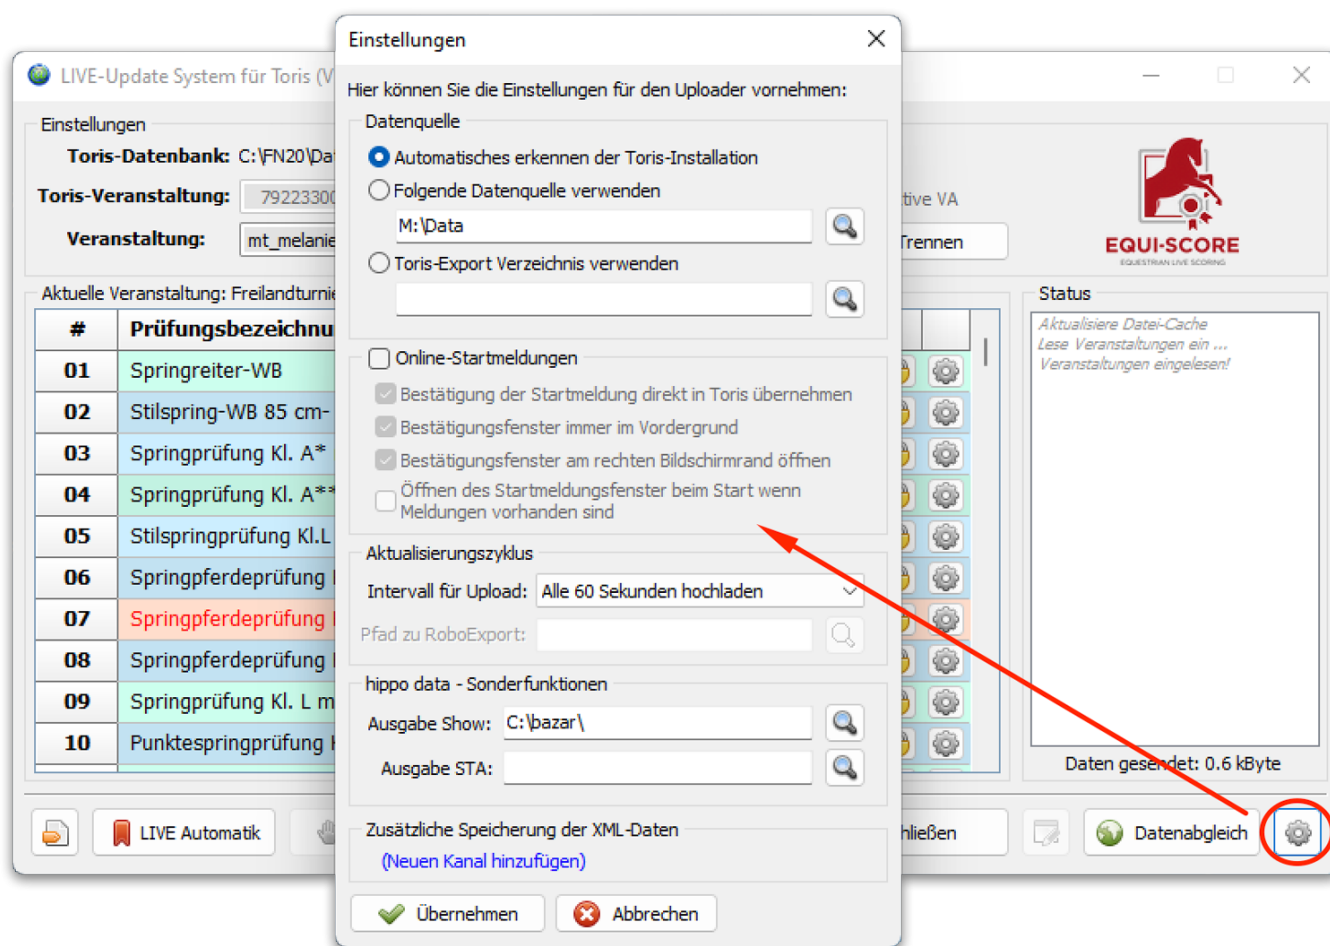 Einstellungen
Hier können Sie die Einstellungen für den Uploader vornehmen:
Datenquelle
Automatisches erkennen der Toris-Installation
Folgende Datenquelle verwenden
M:\Data
Toris-Export Verzeichnis verwenden
Online-Startmeldungen
Bestätigung der Startmeldung direkt in Toris übernehmen
Bestätigungsfenster immer im Vordergrund
Bestätigungsfenster am rechten Bildschirmrand öffnen
Öffnen des Startmeldungsfenster beim Start wenn
Meldungen vorhanden sind
Aktualisierungszyklus
Intervall für Upload: Alle 60 Sekunden hochladen
Pfad zu RoboExport:
hippo data - Sonderfunktionen
Ausgabe Show: C:\bazar\
Ausgabe STA:
Zusätzliche Speicherung der XML-Daten
(Neuen Kanal hinzufügen)
Übernehmen Abbrechen
LIVE-Update System für Toris (V
Einstellungen
Toris-Datenbank: C:\FN20\Da
Toris-Veranstaltung: 79223300
tive VA
Veranstaltung: mt_melanie
Trennen
EQUI-SCORE
EQUESTRIAN LIVE SCORING
Aktuelle Veranstaltung: Freilandturnie
# Prüfungsbezeichnu
01 Springreiter-WB
02 Stilspring-WB 85 cm-
03 Springprüfung Kl. A*
04 Springprüfung Kl. A**
05 Stilspringprüfung Kl.L
06 Springpferdeprüfung
07 Springpferdeprüfung
08 Springpferdeprüfung
09 Springprüfung Kl. L m
10 Punktespringprüfung
Status
Aktualisiere Datei-Cache
Lese Veranstaltungen ein ...
Veranstaltungen eingelesen!
Daten gesendet: 0.6 kByte
LIVE Automatik
hließen
Datenabgleich